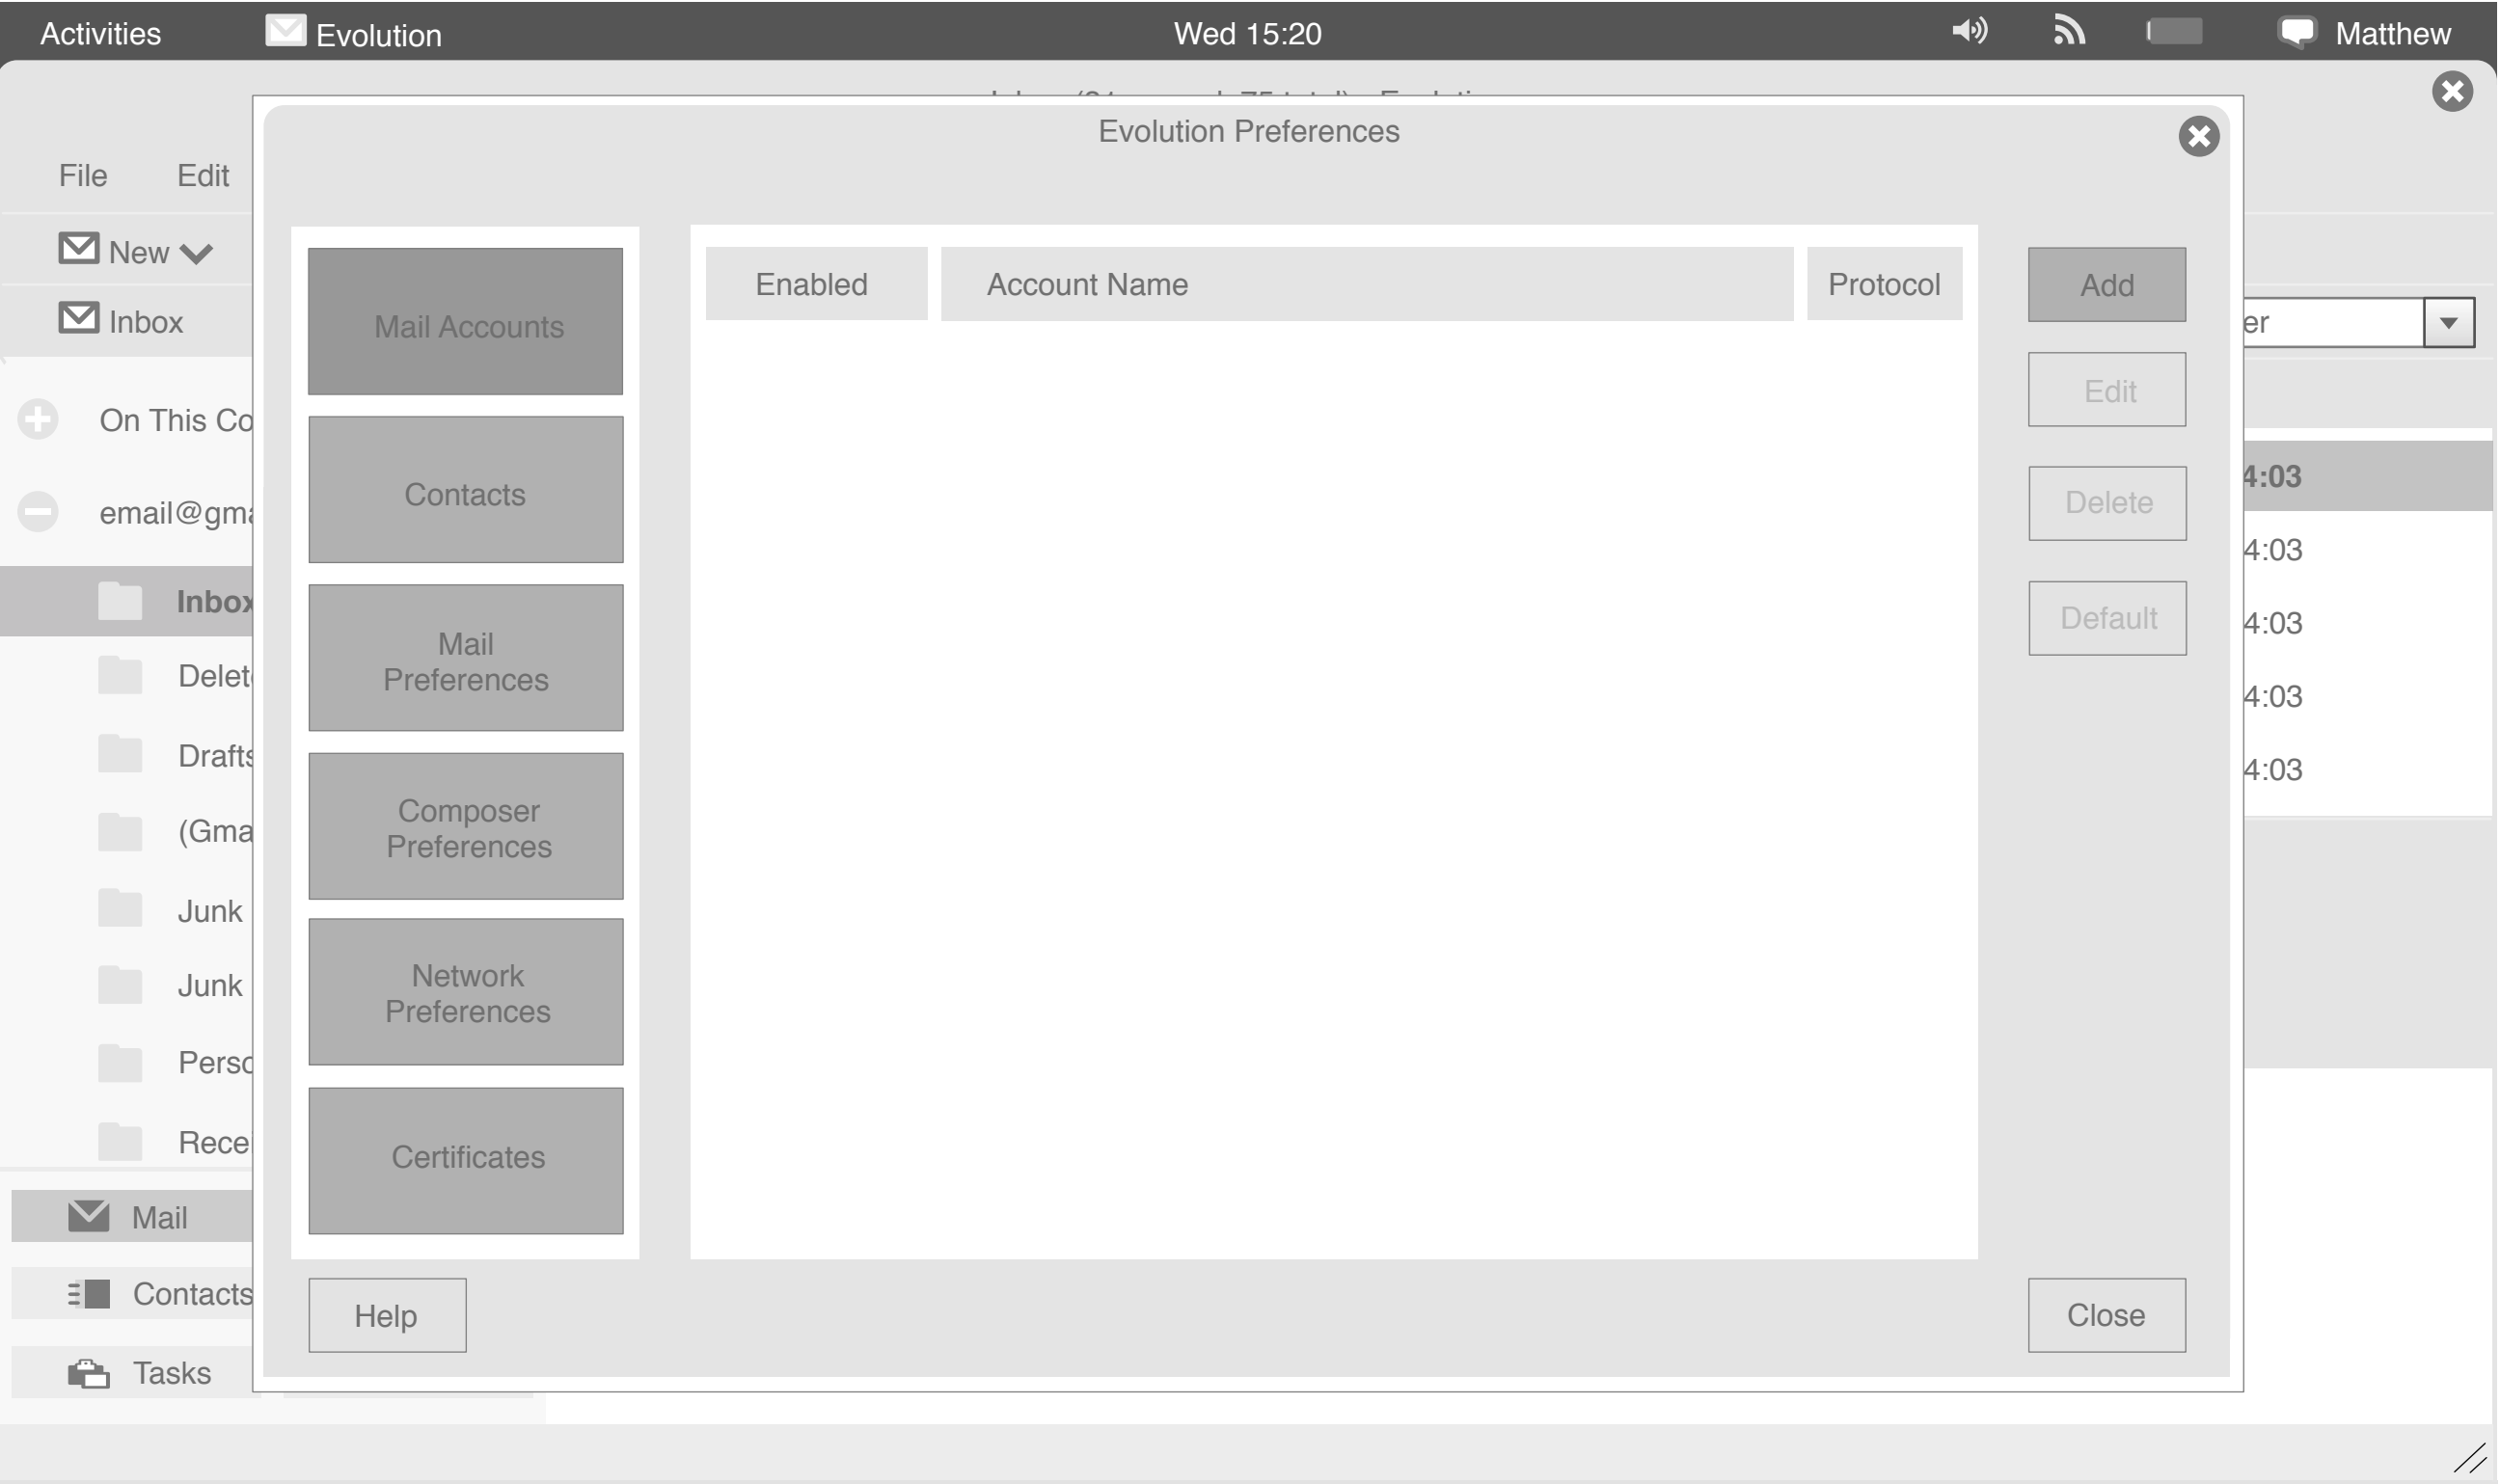 Activities Evolution Wed 15:20 Matthew
Evolution Preferences
File Edit
New
Inbox
On This Co
email@gma
Inbox
Delet
Drafts
(Gma
Junk
Junk
Perso
Recei
Mail
Contacts
Tasks
Mail Accounts
Contacts
Mail
Preferences
Composer
Preferences
Network
Preferences
Certificates
Help
Enabled Account Name Protocol
Add
Edit
Delete
Default
Close
er
4:03
4:03
4:03
4:03
4:03